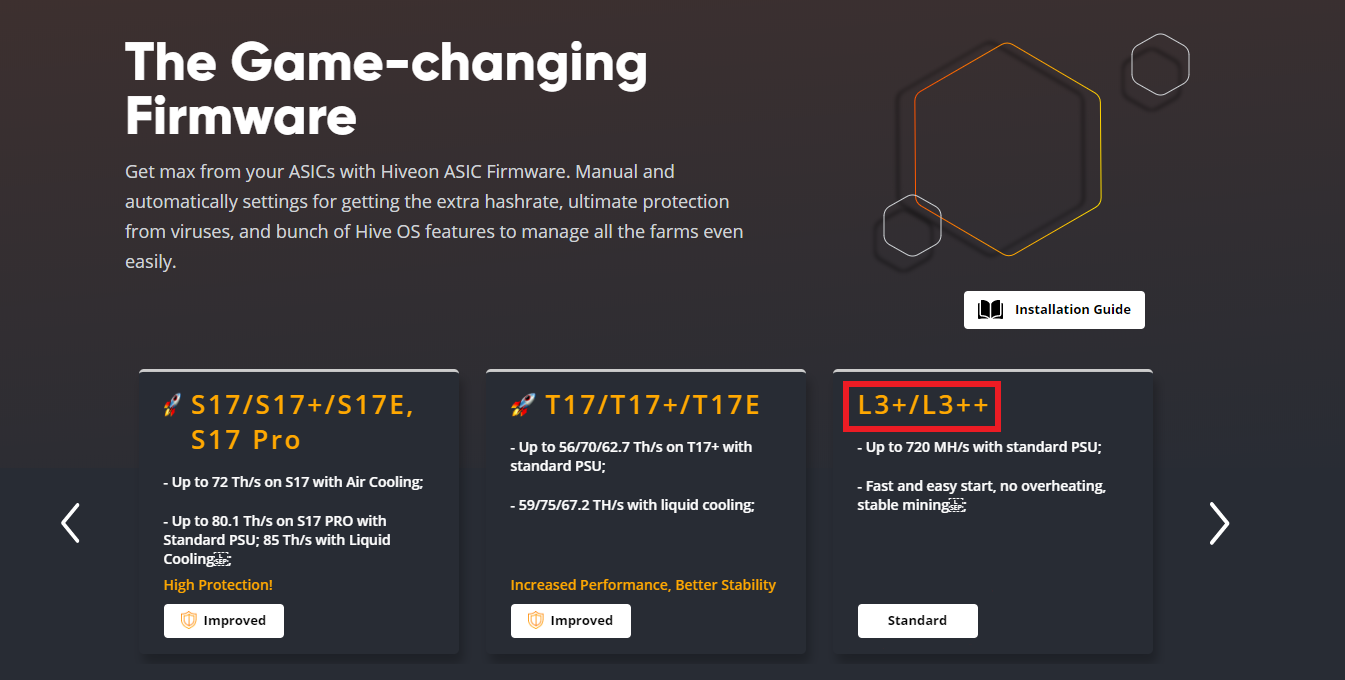 The Game-changing
Firmware
Get max from your ASICs with Hiveon ASIC Firmware. Manual and
automatically settings for getting the extra hashrate, ultimate protection
from viruses, and bunch of Hive OS features to manage all the farms even
easily.
Installation Guide
S17/S17+/S17E,
S17 Pro
- Up to 72 Th/s on S17 with Air Cooling;
- Up to 80.1 Th/s on S17 PRO with
Standard PSU; 85 Th/s with Liquid
Cooling;
High Protection!
Improved
T17/T17+/T17E
- Up to 56/70/62.7 Th/s on T17+ with
standard PSU;
- 59/75/67.2 TH/s with liquid cooling;
Increased Performance, Better Stability
Improved
L3+/L3++
- Up to 720 MH/s with standard PSU;
- Fast and easy start, no overheating,
stable mining;
Standard